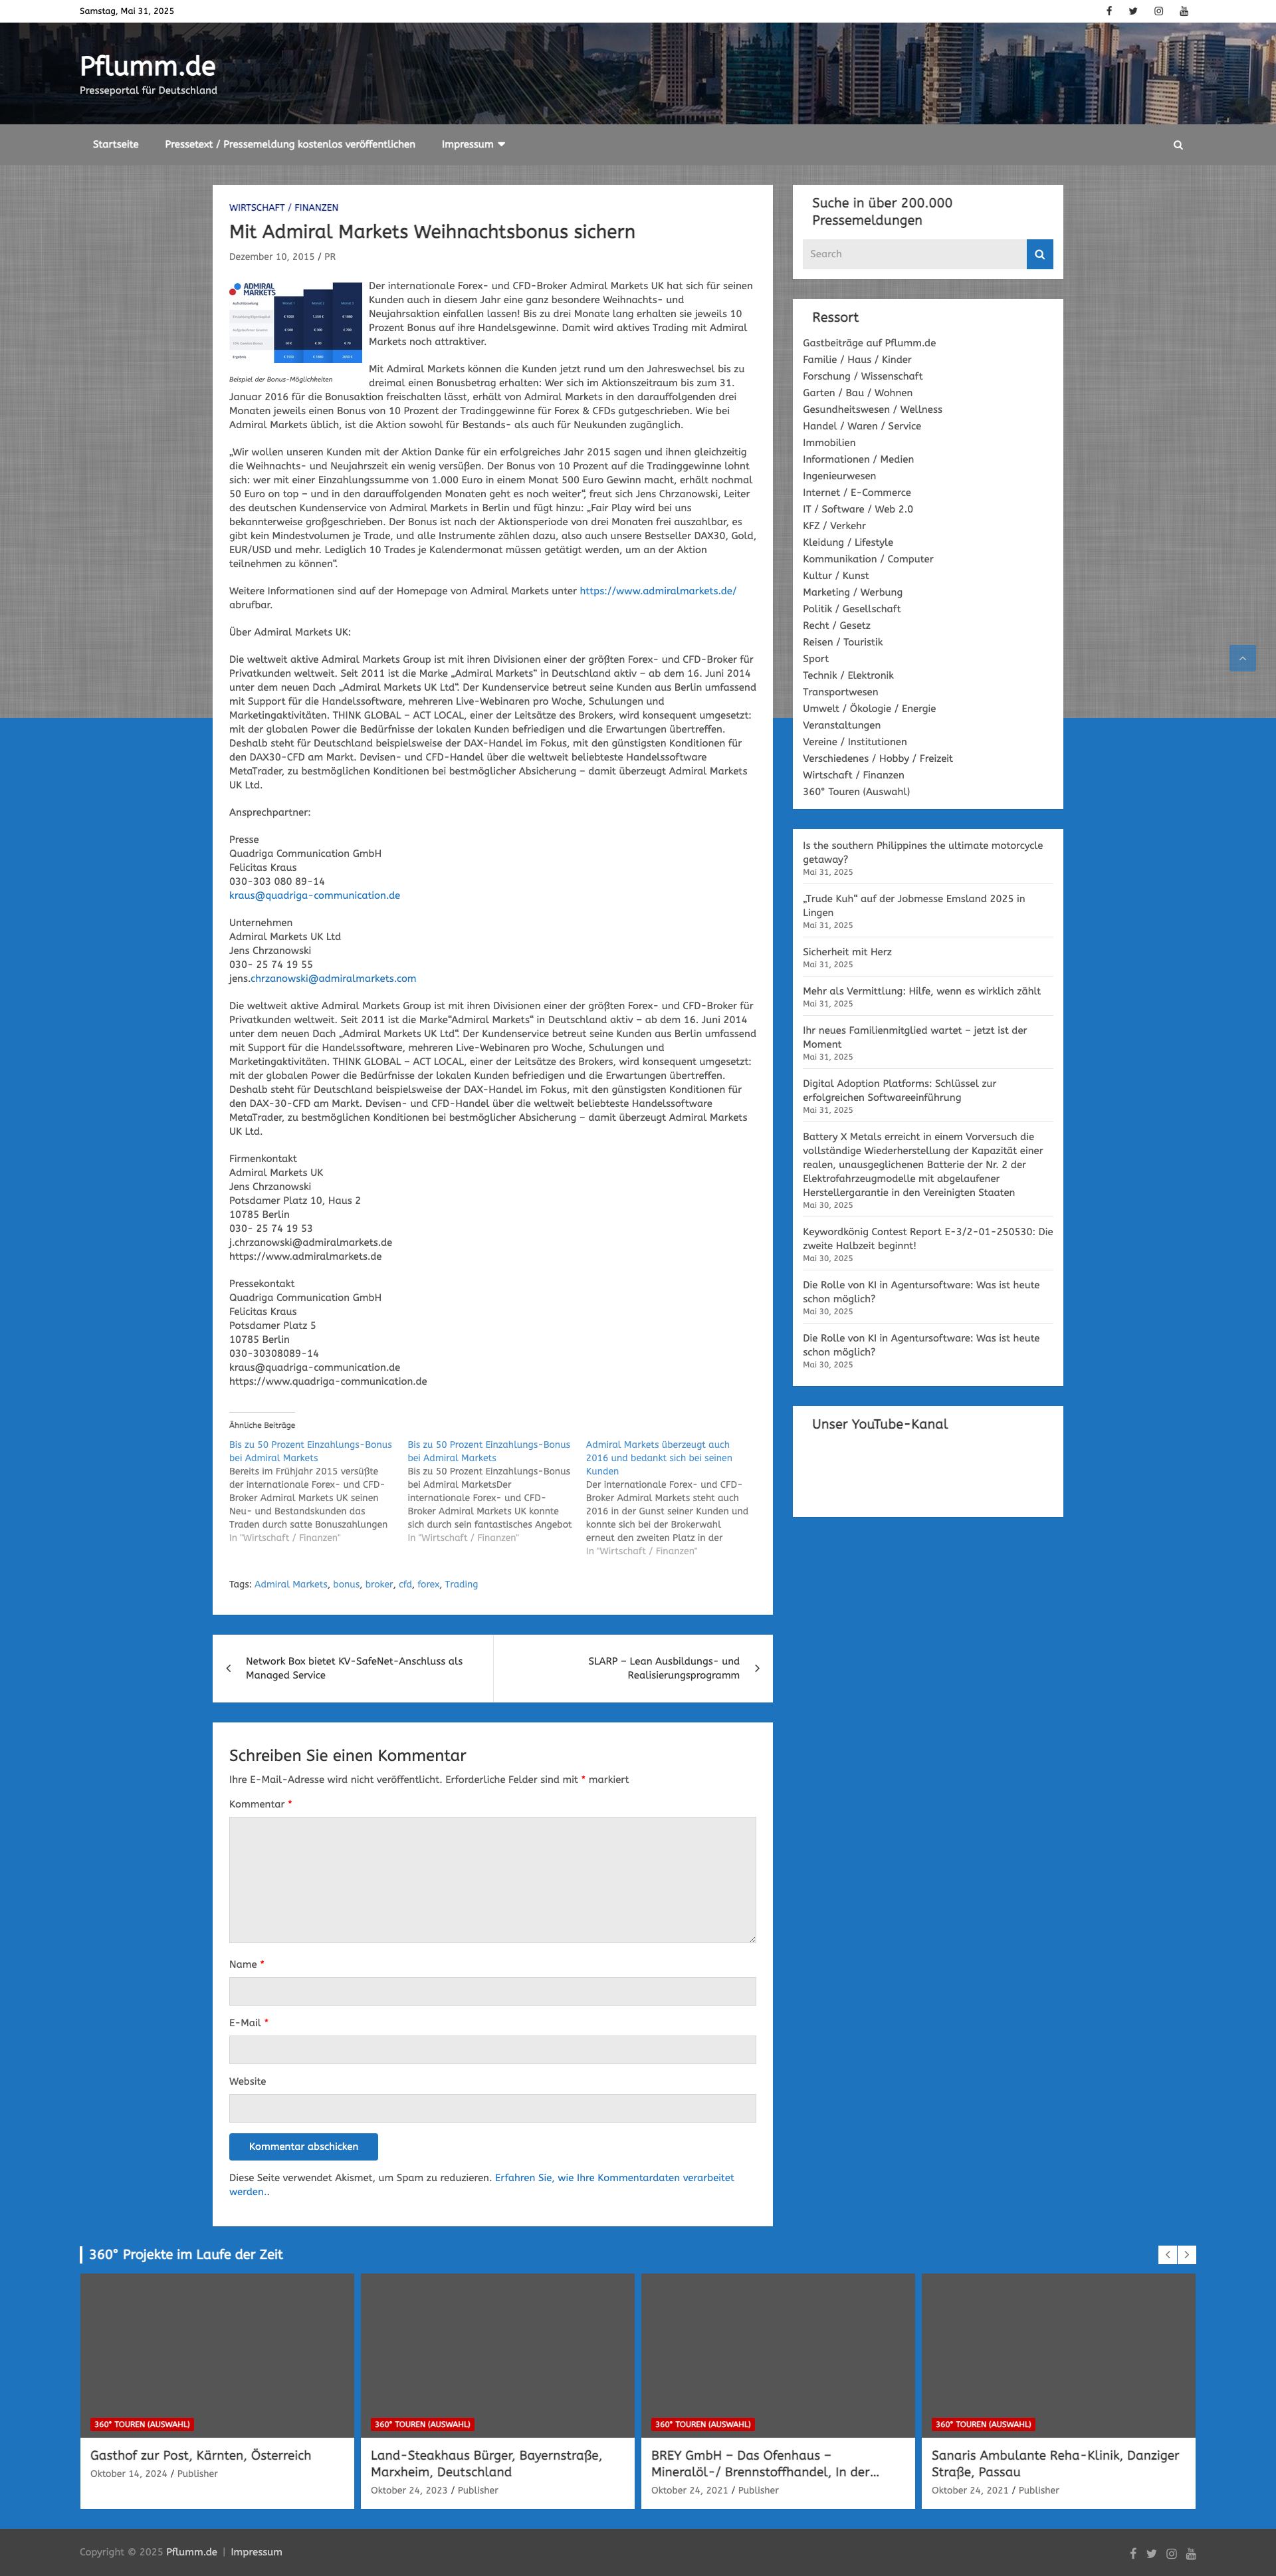 Samstag, Mai 31, 2025
Pflumm.de
Presseportal für Deutschland
Startseite
Pressetext / Pressemeldung kostenlos veröffentlichen
Impressum
WIRTSCHAFT / FINANZEN
Mit Admiral Markets Weihnachtsbonus sichern
Dezember 10, 2015 / PR
ADMIRAL
MARKETS
Beispiel der Bonus-Möglichkeiten
Der internationale Forex- und CFD-Broker Admiral Markets UK hat sich für seinen
Kunden auch in diesem Jahr eine ganz besondere Weihnachts- und
Neujahrsaktion einfallen lassen! Bis zu drei Monate lang erhalten sie jeweils 10
Prozent Bonus auf ihre Handelsgewinne. Damit wird aktives Trading mit Admiral
Markets noch attraktiver.
Mit Admiral Markets können die Kunden jetzt rund um den Jahreswechsel bis zu
dreimal einen Bonusbetrag erhalten: Wer sich im Aktionszeitraum bis zum 31.
Januar 2016 für die Bonusaktion freischalten lässt, erhält von Admiral Markets in den darauffolgenden drei
Monaten jeweils einen Bonus von 10 Prozent der Tradinggewinne für Forex & CFDs gutgeschrieben. Wie bei
Admiral Markets üblich, ist die Aktion sowohl für Bestands- als auch für Neukunden zugänglich.
„Wir wollen unseren Kunden mit der Aktion Danke für ein erfolgreiches Jahr 2015 sagen und ihnen gleichzeitig
die Weihnachts- und Neujahrzeit ein wenig versüßen. Der Bonus von 10 Prozent auf die Tradinggewinne lohnt
sich: wer mit einer Einzahlungssumme von 1.000 Euro in einem Monat 500 Euro Gewinn macht, erhält nochmal
50 Euro on top – und in den darauffolgenden Monaten geht es noch weiter“, freut sich Jens Chrzanowski, Leiter
des deutschen Kundenservice von Admiral Markets in Berlin und fügt hinzu: „Fair Play wird bei uns
bekannterweise großgeschrieben. Der Bonus ist nach der Aktionsperiode von drei Monaten frei auszahlbar, es
gibt kein Mindestvolumen je Trade, und alle Instrumente zählen dazu, also auch unsere Bestseller DAX30, Gold,
EUR/USD und mehr. Lediglich 10 Trades je Kalendermonat müssen getätigt werden, um an der Aktion
teilnehmen zu können“.
Weitere Informationen sind auf der Homepage von Admiral Markets unter https://www.admiralmarkets.de/
abrufbar.
Über Admiral Markets UK:
Die weltweit aktive Admiral Markets Group ist mit ihren Divisionen einer der größten Forex- und CFD-Broker für
Privatkunden weltweit. Seit 2011 ist die Marke „Admiral Markets“ in Deutschland aktiv – ab dem 16. Juni 2014
unter dem neuen Dach „Admiral Markets UK Ltd“. Der Kundenservice betreut seine Kunden aus Berlin umfassend
mit Support für die Handelssoftware, mehreren Live-Webinaren pro Woche, Schulungen und
Marketingaktivitäten. THINK GLOBAL – ACT LOCAL, einer der Leitsätze des Brokers, wird konsequent umgesetzt:
mit der globalen Power die Bedürfnisse der lokalen Kunden befriedigen und die Erwartungen übertreffen.
Deshalb steht für Deutschland beispielsweise der DAX-Handel im Fokus, mit den günstigsten Konditionen für
den DAX30-CFD am Markt. Devisen- und CFD-Handel über die weltweit beliebteste Handelssoftware
MetaTrader, zu bestmöglichen Konditionen bei bestmöglicher Absicherung – damit überzeugt Admiral Markets
UK Ltd.
Ansprechpartner:
Presse
Quadriga Communication GmbH
Felicitas Kraus
030-303 080 89-14
kraus@quadriga-communication.de
Unternehmen
Admiral Markets UK Ltd
Jens Chrzanowski
030- 25 74 19 55
jens.chrzanowski@admiralmarkets.com
Die weltweit aktive Admiral Markets Group ist mit ihren Divisionen einer der größten Forex- und CFD-Broker für
Privatkunden weltweit. Seit 2011 ist die Marke“Admiral Markets“ in Deutschland aktiv – ab dem 16. Juni 2014
unter dem neuen Dach „Admiral Markets UK Ltd“. Der Kundenservice betreut seine Kunden aus Berlin umfassend
mit Support für die Handelssoftware, mehreren Live-Webinaren pro Woche, Schulungen und
Marketingaktivitäten. THINK GLOBAL – ACT LOCAL, einer der Leitsätze des Brokers, wird konsequent umgesetzt:
mit der globalen Power die Bedürfnisse der lokalen Kunden befriedigen und die Erwartungen übertreffen.
Deshalb steht für Deutschland beispielsweise der DAX-Handel im Fokus, mit den günstigsten Konditionen für
den DAX-30-CFD am Markt. Devisen- und CFD-Handel über die weltweit beliebteste Handelssoftware
MetaTrader, zu bestmöglichen Konditionen bei bestmöglicher Absicherung – damit überzeugt Admiral Markets
UK Ltd.
Firmenkontakt
Admiral Markets UK
Jens Chrzanowski
Potsdamer Platz 10, Haus 2
10785 Berlin
030- 25 74 19 53
j.chrzanowski@admiralmarkets.de
https://www.admiralmarkets.de
Pressekontakt
Quadriga Communication GmbH
Felicitas Kraus
Potsdamer Platz 5
10785 Berlin
030-30308089-14
kraus@quadriga-communication.de
https://www.quadriga-communication.de
Ähnliche Beiträge
Bis zu 50 Prozent Einzahlungs-Bonus
bei Admiral Markets
Bereits im Frühjahr 2015 versüßte
der internationale Forex- und CFD-
Broker Admiral Markets UK seinen
Neu- und Bestandskunden das
Traden durch satte Bonuszahlungen
In "Wirtschaft / Finanzen"
Bis zu 50 Prozent Einzahlungs-Bonus
bei Admiral Markets
Bis zu 50 Prozent Einzahlungs-Bonus
bei Admiral MarketsDer
internationale Forex- und CFD-
Broker Admiral Markets UK konnte
sich durch sein fantastisches Angebot
In "Wirtschaft / Finanzen"
Admiral Markets überzeugt auch
2016 und bedankt sich bei seinen
Kunden
Der internationale Forex- und CFD-
Broker Admiral Markets steht auch
2016 in der Gunst seiner Kunden und
konnte sich bei der Brokerwahl
erneut den zweiten Platz in der
In "Wirtschaft / Finanzen"
Tags: Admiral Markets, bonus, broker, cfd, forex, Trading
Network Box bietet KV-SafeNet-Anschluss als
Managed Service
SLARP – Lean Ausbildungs- und
Realisierungsprogramm
Schreiben Sie einen Kommentar
Ihre E-Mail-Adresse wird nicht veröffentlicht. Erforderliche Felder sind mit * markiert
Kommentar *
Name *
E-Mail *
Website
Kommentar abschicken
Diese Seite verwendet Akismet, um Spam zu reduzieren. Erfahren Sie, wie Ihre Kommentardaten verarbeitet
werden..
Suche in über 200.000
Pressemeldungen
Search
Ressort
Gastbeiträge auf Pflumm.de
Familie / Haus / Kinder
Forschung / Wissenschaft
Garten / Bau / Wohnen
Gesundheitswesen / Wellness
Handel / Waren / Service
Immobilien
Informationen / Medien
Ingenieurwesen
Internet / E-Commerce
IT / Software / Web 2.0
KFZ / Verkehr
Kleidung / Lifestyle
Kommunikation / Computer
Kultur / Kunst
Marketing / Werbung
Politik / Gesellschaft
Recht / Gesetz
Reisen / Touristik
Sport
Technik / Elektronik
Transportwesen
Umwelt / Ökologie / Energie
Veranstaltungen
Vereine / Institutionen
Verschiedenes / Hobby / Freizeit
Wirtschaft / Finanzen
360° Touren (Auswahl)
Is the southern Philippines the ultimate motorcycle
getaway?
Mai 31, 2025
„Trude Kuh“ auf der Jobmesse Emsland 2025 in
Lingen
Mai 31, 2025
Sicherheit mit Herz
Mai 31, 2025
Mehr als Vermittlung: Hilfe, wenn es wirklich zählt
Mai 31, 2025
Ihr neues Familienmitglied wartet – jetzt ist der
Moment
Mai 31, 2025
Digital Adoption Platforms: Schlüssel zur
erfolgreichen Softwareeinführung
Mai 31, 2025
Battery X Metals erreicht in einem Vorversuch die
vollständige Wiederherstellung der Kapazität einer
realen, unausgeglichenen Batterie der Nr. 2 der
Elektrofahrzeugmodelle mit abgelaufener
Herstellergarantie in den Vereinigten Staaten
Mai 30, 2025
Keywordkönig Contest Report E-3/2-01-250530: Die
zweite Halbzeit beginnt!
Mai 30, 2025
Die Rolle von KI in Agentursoftware: Was ist heute
schon möglich?
Mai 30, 2025
Die Rolle von KI in Agentursoftware: Was ist heute
schon möglich?
Mai 30, 2025
Unser YouTube-Kanal
360° Projekte im Laufe der Zeit
360° TOUREN (AUSWAHL)
Gasthof zur Post, Kärnten, Österreich
Oktober 14, 2024 / Publisher
360° TOUREN (AUSWAHL)
Land-Steakhaus Bürger, Bayernstraße,
Marxheim, Deutschland
Oktober 24, 2023 / Publisher
360° TOUREN (AUSWAHL)
BREY GmbH – Das Ofenhaus –
Mineralöl-/ Brennstoffhandel, In der…
Oktober 24, 2021 / Publisher
360° TOUREN (AUSWAHL)
Sanaris Ambulante Reha-Klinik, Danziger
Straße, Passau
Oktober 24, 2021 / Publisher
Copyright © 2025 Pflumm.de | Impressum